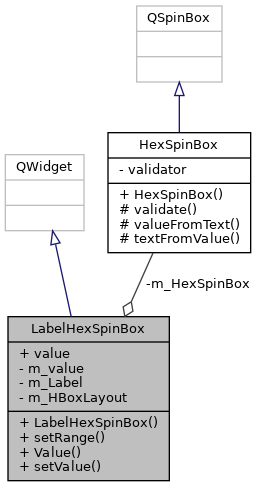 QSpinBox
HexSpinBox
- validator
+ HexSpinBox()
# validate()
# valueFromText()
# textFromValue()
QWidget
-m_HexSpinBox
LabelHexSpinBox
+ value
- m_value
- m_Label
- m_HBoxLayout
+ LabelHexSpinBox()
+ setRange()
+ Value()
+ setValue()